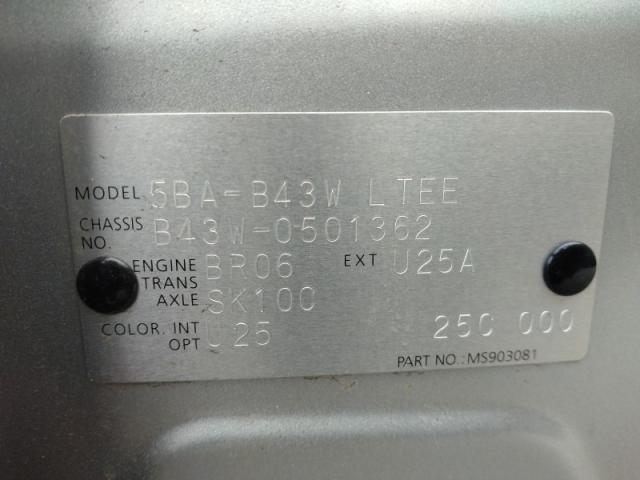 MODEL 5BA-B43W LTEE
CHASSIS NO. B43W-0501362
ENGINE BR06 EXT U25A
TRANS AXLE SK100
COLOR. INT OPT U25 25C 000
PART NO.: MS903081